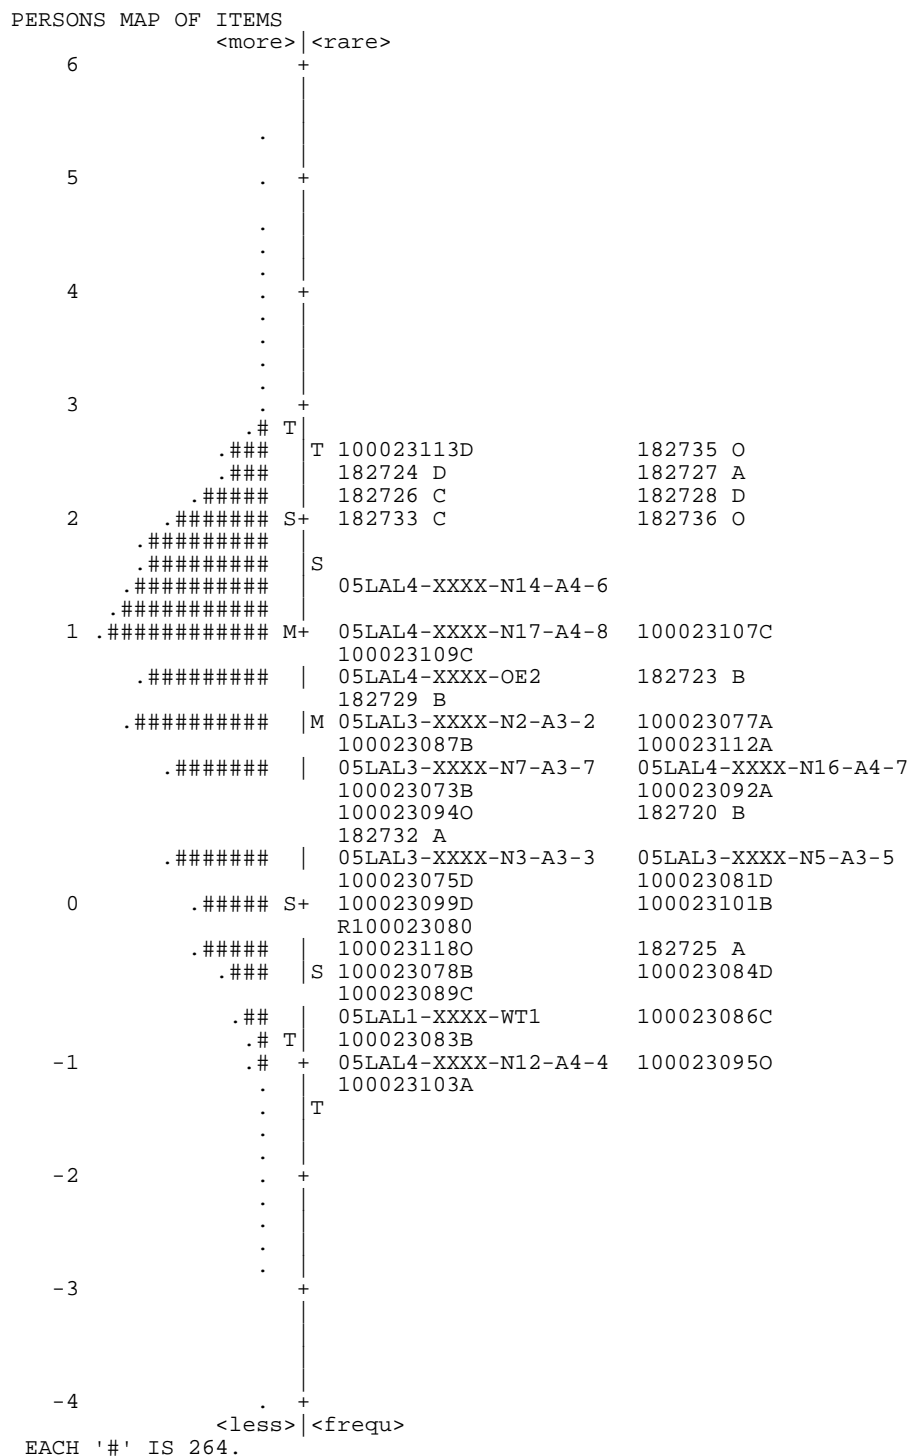 PERSONS MAP OF ITEMS
<more>|<rare>
6 +
|
|
. |
|
5 . +
|
. |
. |
. |
4 . +
. |
. |
. |
. |
3 . +
.# T|
.### |T 100023113D 182735 O
.### | 182724 D 182727 A
.##### | 182726 C 182728 D
2 .####### S+ 182733 C 182736 O
.######### |
.######### |S
.########## | 05LAL4-XXXX-N14-A4-6
.########### |
1 .############ M+ 05LAL4-XXXX-N17-A4-8 100023107C
100023109C
.######### | 05LAL4-XXXX-OE2 182723 B
182729 B
.########## |M 05LAL3-XXXX-N2-A3-2 100023077A
100023087B 100023112A
.####### | 05LAL3-XXXX-N7-A3-7 05LAL4-XXXX-N16-A4-7
100023073B 100023092A
100023094O 182720 B
182732 A
.####### | 05LAL3-XXXX-N3-A3-3 05LAL3-XXXX-N5-A3-5
100023075D 100023081D
0 .##### S+ 100023099D 100023101B
R100023080
.##### | 100023118O 182725 A
.### |S 100023078B 100023084D
100023089C
.## | 05LAL1-XXXX-WT1 100023086C
.# T| 100023083B
-1 .# + 05LAL4-XXXX-N12-A4-4 100023095O
. | 100023103A
. |T
. |
. |
-2 . +
. |
. |
. |
. |
-3 +
|
|
|
|
-4 . +
<less>|<frequ>
EACH '#' IS 264.